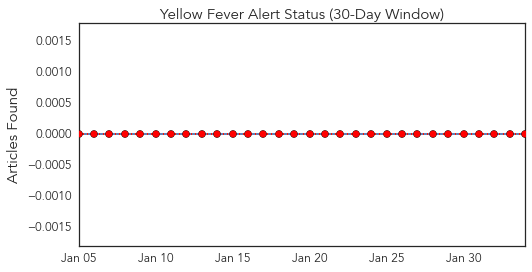 Yellow Fever Alert Status (30-Day Window)
Articles Found
0.0015
0.0010
0.0005
0.0000
−0.0005
−0.0010
−0.0015
Jan 05 Jan 10 Jan 15 Jan 20 Jan 25 Jan 30